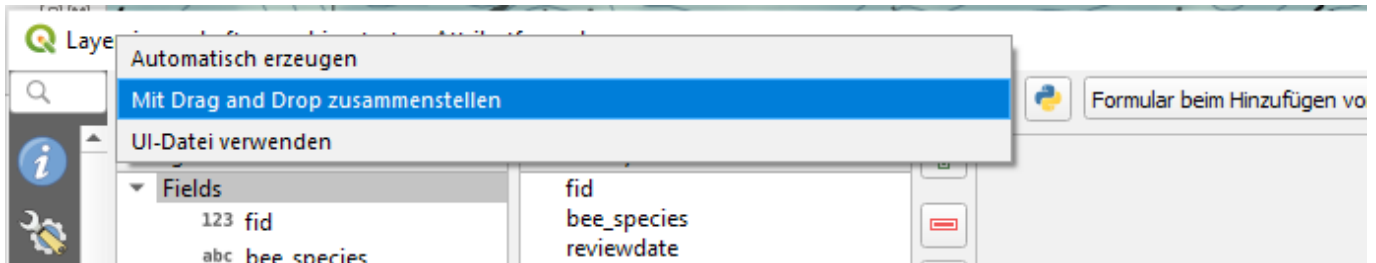 Laye
Automatisch erzeugen
Mit Drag and Drop zusammenstellen
Formular beim Hinzufügen vo
UI-Datei verwenden
Fields
fid
123 fid
bee_species
abc bee_species
reviewdate